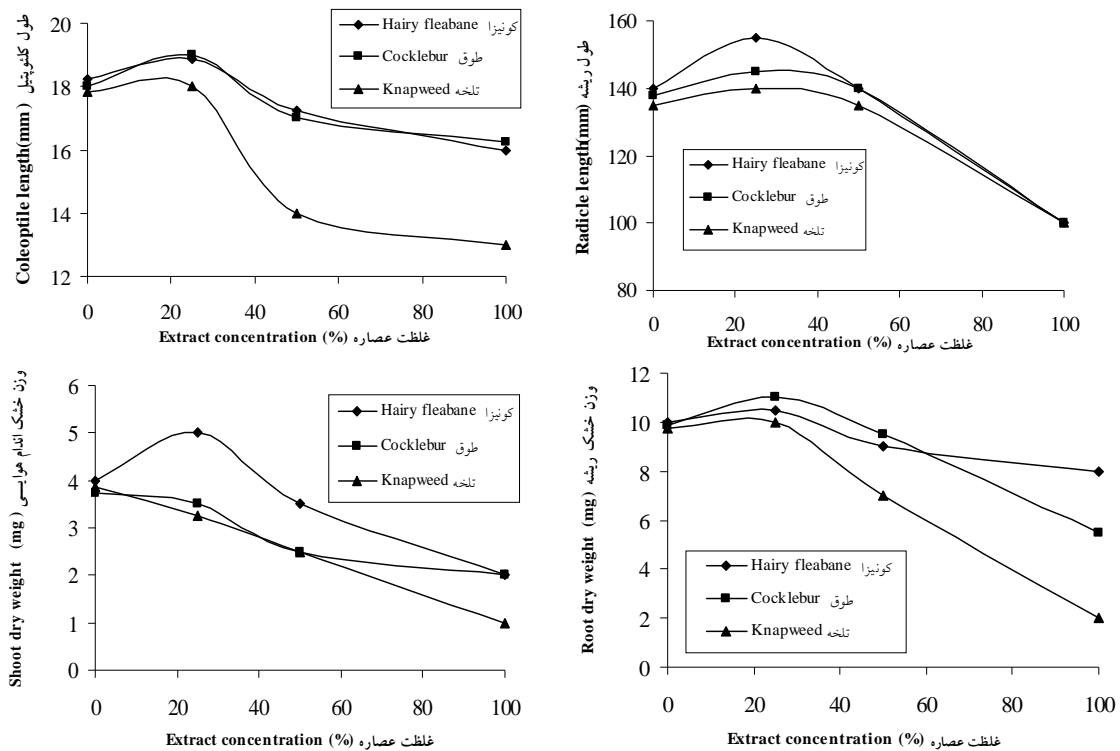 20
18
16
14
12
Coleoptile length(mm) طول کلئوپتیل
Hairy fleabane کونیزا
Cocklebur طوق
Knapweed تلخه
0 20 40 60 80 100
Extract concentration (%) غلظت عصاره
160
140
120
100
80
Radicle length(mm) طول ریشه
Hairy fleabane کونیزا
Cocklebur طوق
Knapweed تلخه
0 20 40 60 80 100
Extract concentration (%) غلظت عصاره
6
5
4
3
2
1
0
Shoot dry weight (mg) وزن خشک اندام هوایی
Hairy fleabane کونیزا
Cocklebur طوق
Knapweed تلخه
0 20 40 60 80 100
Extract concentration (%) غلظت عصاره
12
10
8
6
4
2
0
Root dry weight (mg) وزن خشک ریشه
Hairy fleabane کونیزا
Cocklebur طوق
Knapweed تلخه
0 20 40 60 80 100
Extract concentration (%) غلظت عصاره